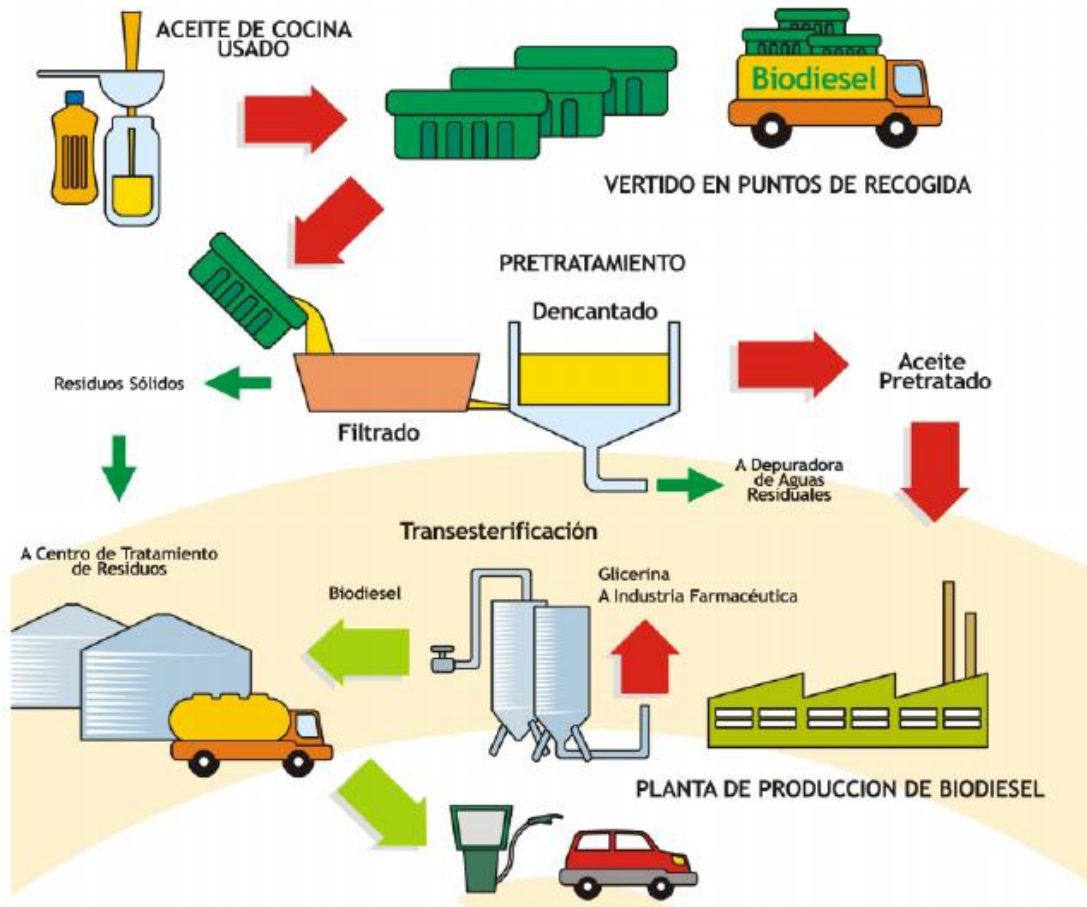 ACEITE DE COCINA
USADO
Biodiesel
VERTIDO EN PUNTOS DE RECOGIDA
PRETRATAMIENTO
Dencantado
Residuos Sólidos
Filtrado
Aceite
Pretratado
A Depuradora
de Aguas
Residuales
Transesterificación
A Centro de Tratamiento
de Residuos
Biodiesel
Glicerina
A Industria Farmacéutica
PLANTA DE PRODUCCION DE BIODIESEL